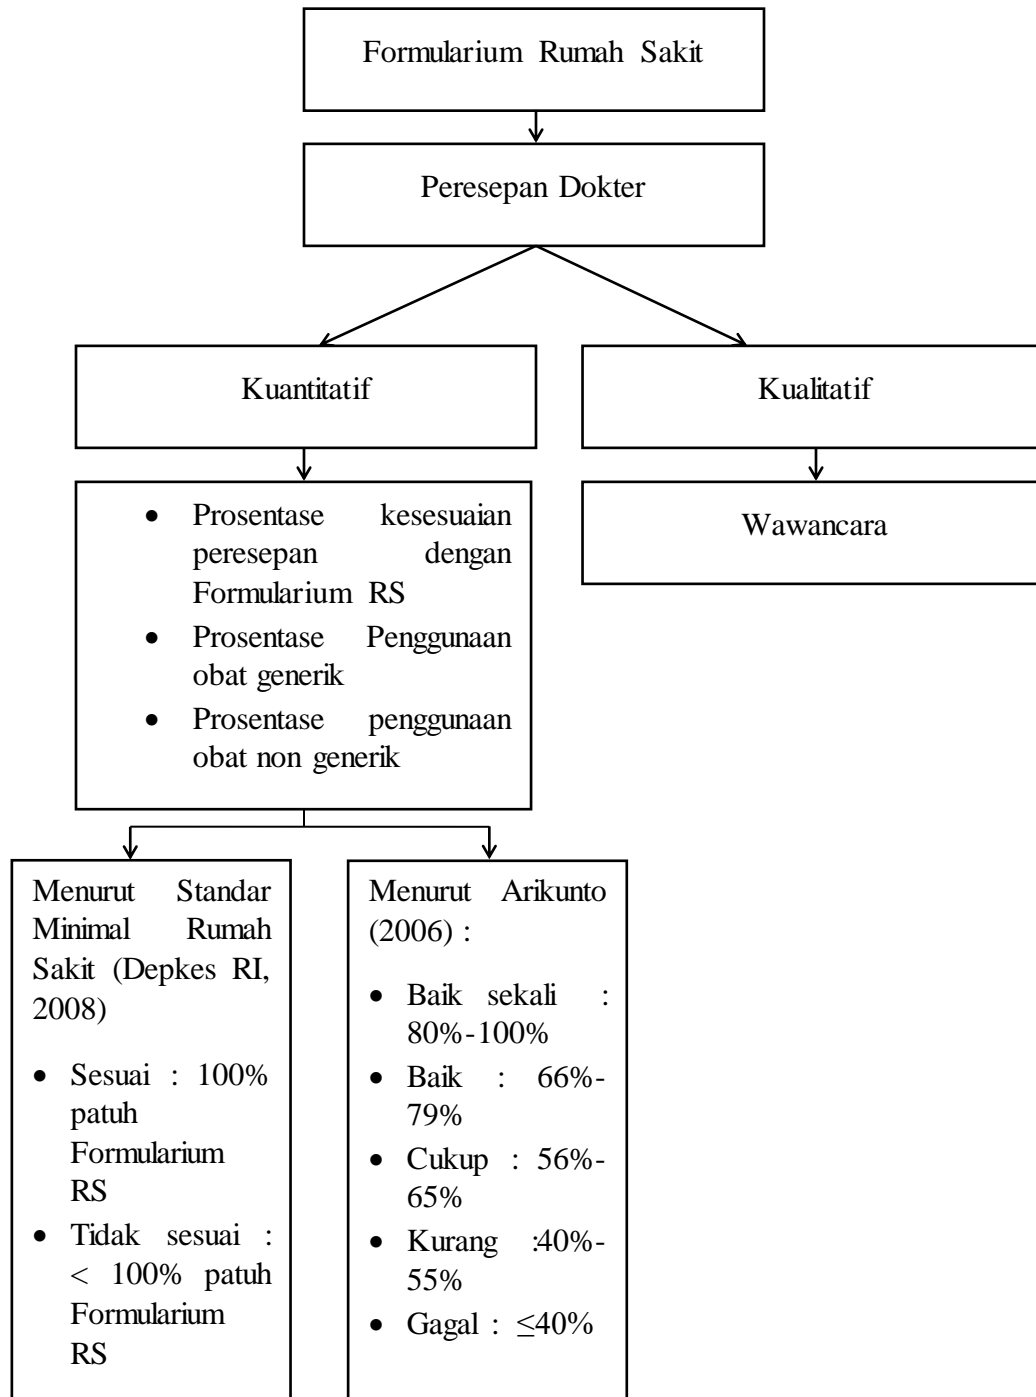 Formularium Rumah Sakit
Peresepan Dokter
Kuantitatif
Kualitatif
• Prosentase kesesuaian
peresepan dengan
Formularium RS
• Prosentase Penggunaan
obat generik
• Prosentase penggunaan
obat non generik
Wawancara
Menurut Standar
Minimal Rumah
Sakit (Depkes RI,
2008)
• Sesuai : 100%
patuh
Formularium
RS
• Tidak sesuai :
< 100% patuh
Formularium
RS
Menurut Arikunto
(2006) :
• Baik sekali :
80%-100%
• Baik : 66%-
79%
• Cukup : 56%-
65%
• Kurang :40%-
55%
• Gagal : ≤40%